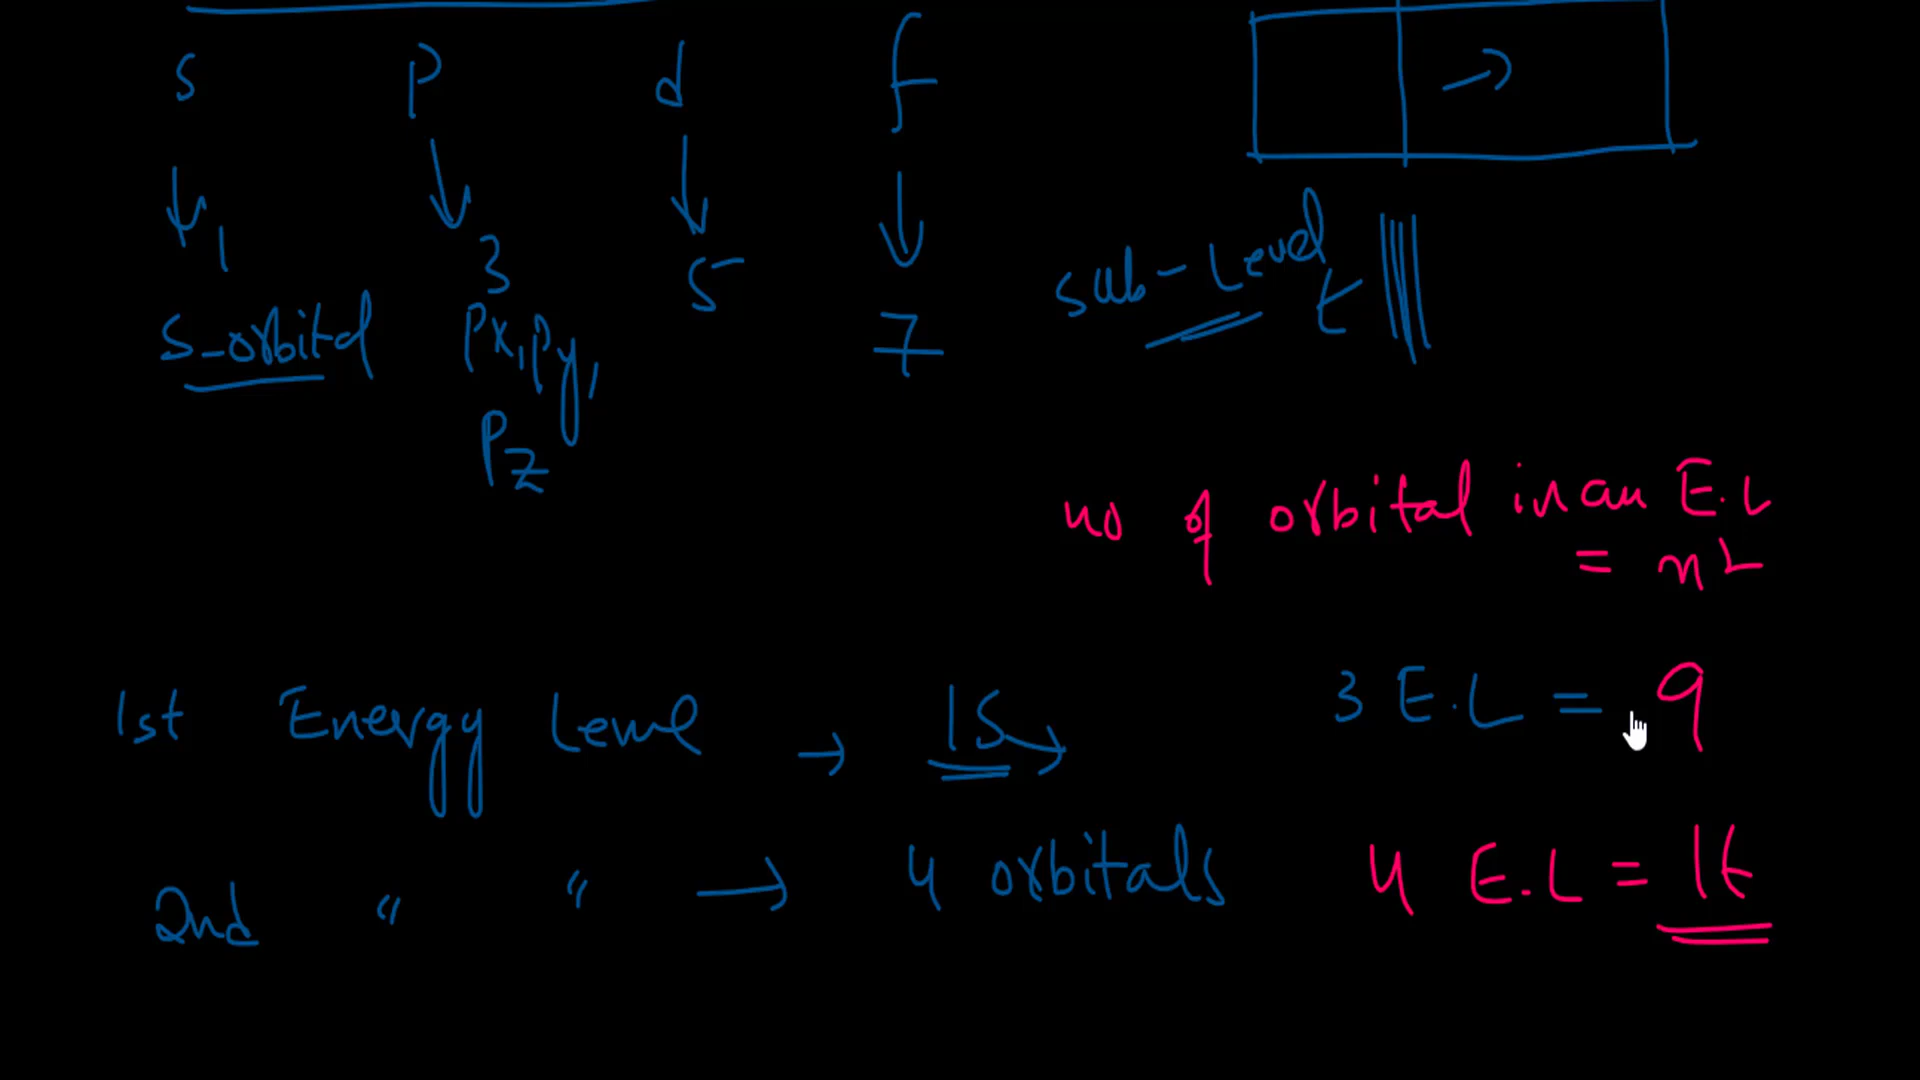 s p d f
1 3 5 7
s-orbital Px, Py,
Pz
sub-Level
no of orbital in an E.L
= n2
1st Energy Level → 1S → 3 E.L = 9
2nd " " → 4 orbitals 4 E.L = 16